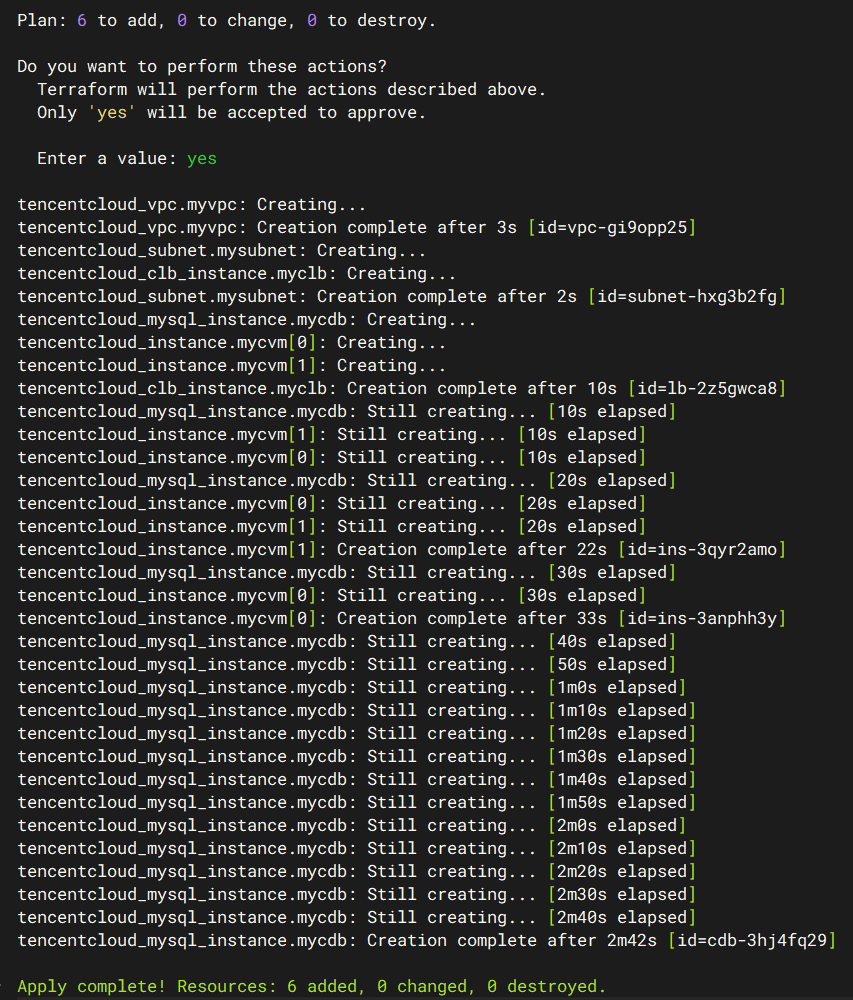 Plan: 6 to add, 0 to change, 0 to destroy.
Do you want to perform these actions?
Terraform will perform the actions described above.
Only 'yes' will be accepted to approve.
Enter a value: yes
tencentcloud_vpc.myvpc: Creating...
tencentcloud_vpc.myvpc: Creation complete after 3s [id=vpc-gi9opp25]
tencentcloud_subnet.mysubnet: Creating...
tencentcloud_clb_instance.myclb: Creating...
tencentcloud_subnet.mysubnet: Creation complete after 2s [id=subnet-hxg3b2fg]
tencentcloud_mysql_instance.mycdb: Creating...
tencentcloud_instance.mycvm[0]: Creating...
tencentcloud_instance.mycvm[1]: Creating...
tencentcloud_clb_instance.myclb: Creation complete after 10s [id=lb-2z5gwca8]
tencentcloud_mysql_instance.mycdb: Still creating... [10s elapsed]
tencentcloud_instance.mycvm[1]: Still creating... [10s elapsed]
tencentcloud_instance.mycvm[0]: Still creating... [10s elapsed]
tencentcloud_mysql_instance.mycdb: Still creating... [20s elapsed]
tencentcloud_instance.mycvm[0]: Still creating... [20s elapsed]
tencentcloud_instance.mycvm[1]: Still creating... [20s elapsed]
tencentcloud_instance.mycvm[1]: Creation complete after 22s [id=ins-3qyr2amo]
tencentcloud_mysql_instance.mycdb: Still creating... [30s elapsed]
tencentcloud_instance.mycvm[0]: Still creating... [30s elapsed]
tencentcloud_instance.mycvm[0]: Creation complete after 33s [id=ins-3anphh3y]
tencentcloud_mysql_instance.mycdb: Still creating... [40s elapsed]
tencentcloud_mysql_instance.mycdb: Still creating... [50s elapsed]
tencentcloud_mysql_instance.mycdb: Still creating... [1m0s elapsed]
tencentcloud_mysql_instance.mycdb: Still creating... [1m10s elapsed]
tencentcloud_mysql_instance.mycdb: Still creating... [1m20s elapsed]
tencentcloud_mysql_instance.mycdb: Still creating... [1m30s elapsed]
tencentcloud_mysql_instance.mycdb: Still creating... [1m40s elapsed]
tencentcloud_mysql_instance.mycdb: Still creating... [1m50s elapsed]
tencentcloud_mysql_instance.mycdb: Still creating... [2m0s elapsed]
tencentcloud_mysql_instance.mycdb: Still creating... [2m10s elapsed]
tencentcloud_mysql_instance.mycdb: Still creating... [2m20s elapsed]
tencentcloud_mysql_instance.mycdb: Still creating... [2m30s elapsed]
tencentcloud_mysql_instance.mycdb: Still creating... [2m40s elapsed]
tencentcloud_mysql_instance.mycdb: Creation complete after 2m42s [id=cdb-3hj4fq29]
Apply complete! Resources: 6 added, 0 changed, 0 destroyed.